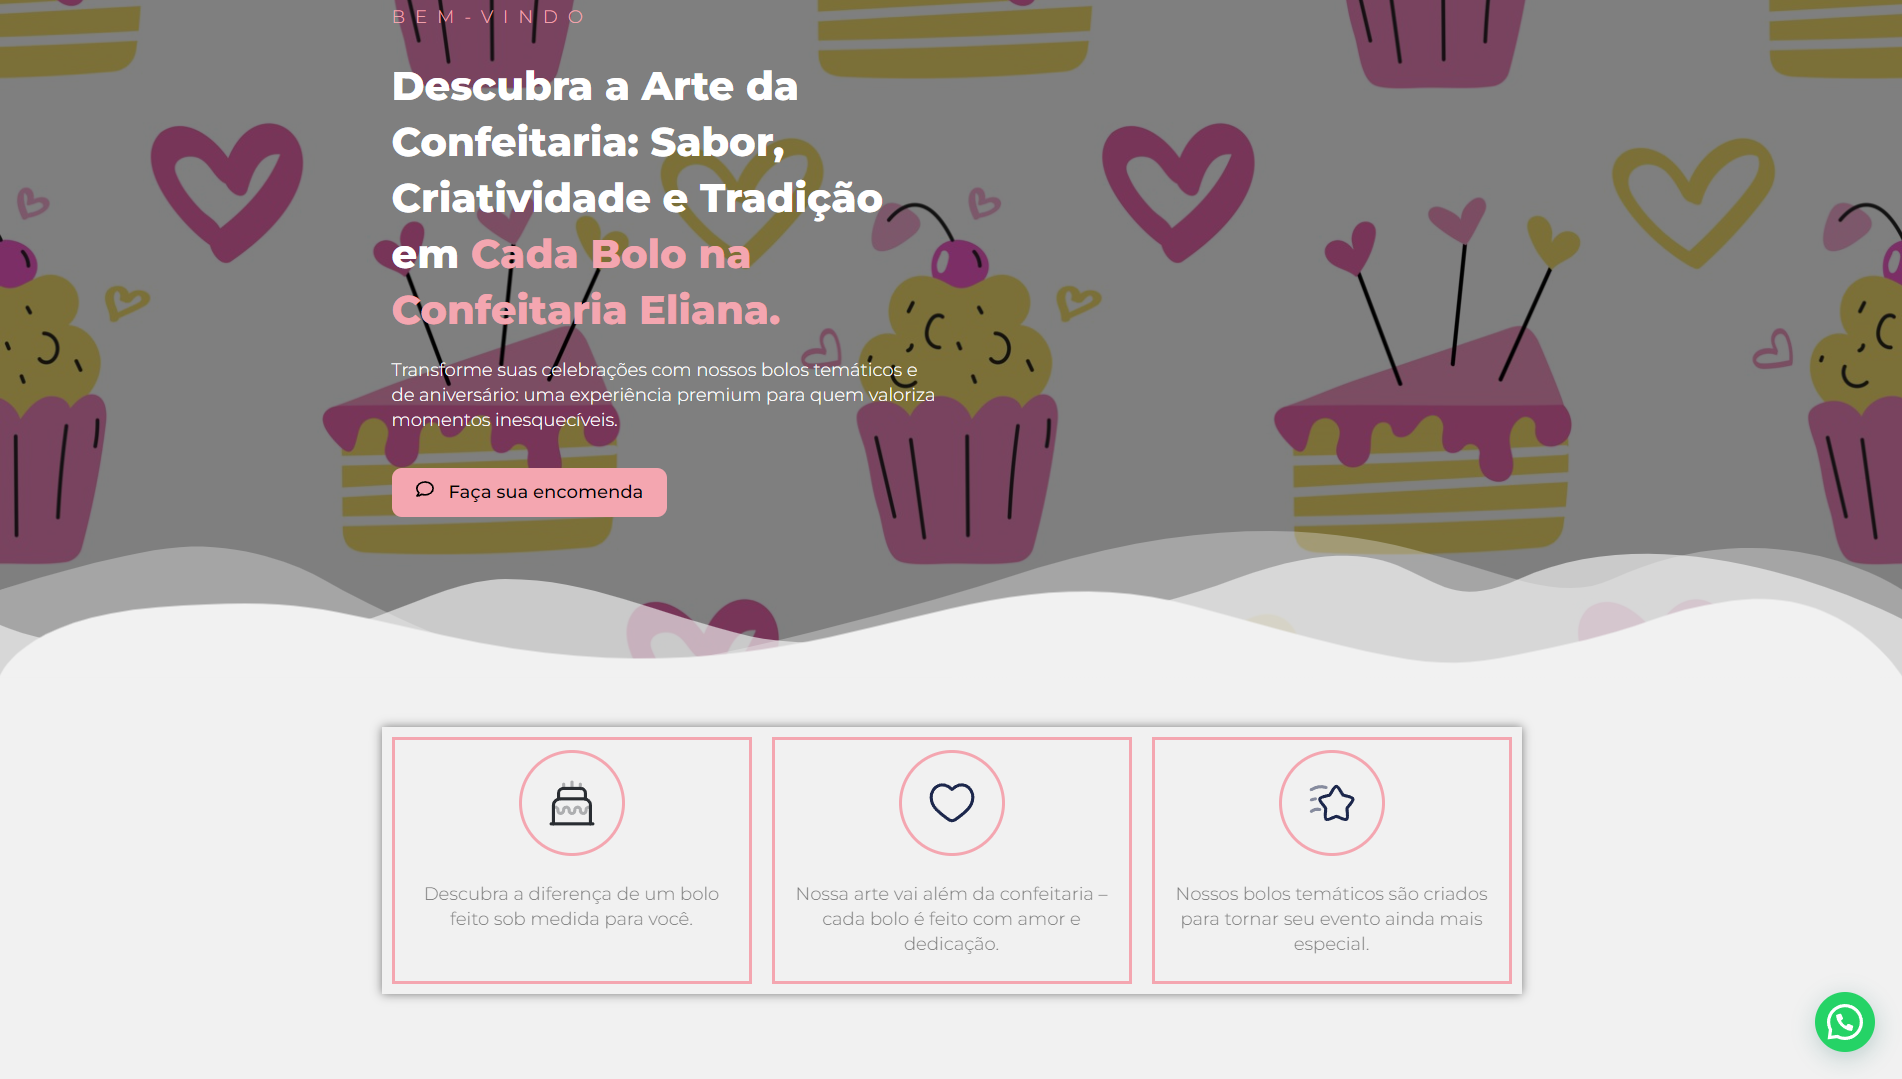 BEM-VINDO
Descubra a Arte da
Confeitaria: Sabor,
Criatividade e Tradição
em Cada Bolo na
Confeitaria Eliana.
Transforme suas celebrações com nossos bolos temáticos e
de aniversário: uma experiência premium para quem valoriza
momentos inesquecíveis.
Faça sua encomenda
Descubra a diferença de um bolo
feito sob medida para você.
Nossa arte vai além da confeitaria –
cada bolo é feito com amor e
dedicação.
Nossos bolos temáticos são criados
para tornar seu evento ainda mais
especial.